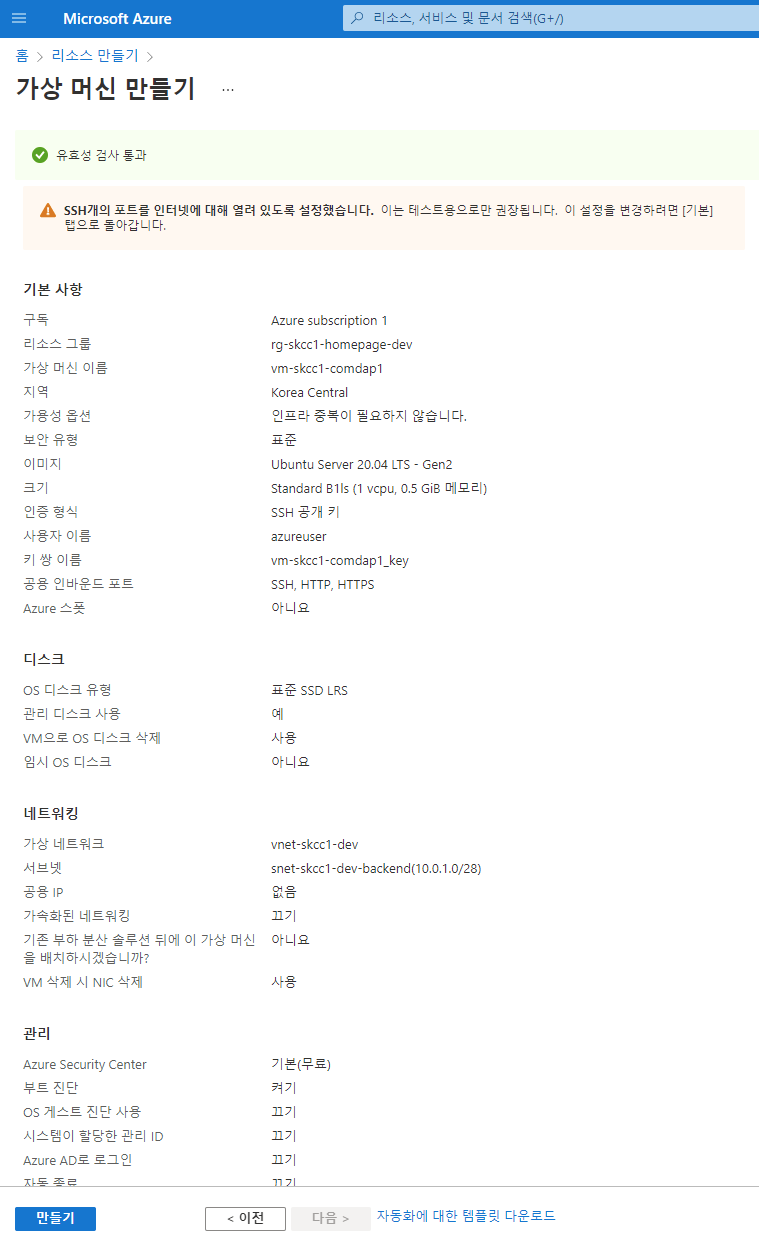 Microsoft Azure
리소스, 서비스 및 문서 검색(G+/)
홈 > 리소스 만들기 >
가상 머신 만들기 ...
유효성 검사 통과
SSH개의 포트를 인터넷에 대해 열려 있도록 설정했습니다. 이는 테스트용으로만 권장됩니다. 이 설정을 변경하려면 [기본]
탭으로 돌아갑니다.
기본 사항
구독 Azure subscription 1
리소스 그룹 rg-skcc1-homepage-dev
가상 머신 이름 vm-skcc1-comdap1
지역 Korea Central
가용성 옵션 인프라 중복이 필요하지 않습니다.
보안 유형 표준
이미지 Ubuntu Server 20.04 LTS - Gen2
크기 Standard B1ls (1 vcpu, 0.5 GiB 메모리)
인증 형식 SSH 공개 키
사용자 이름 azureuser
키 쌍 이름 vm-skcc1-comdap1_key
공용 인바운드 포트 SSH, HTTP, HTTPS
Azure 스폿 아니요
디스크
OS 디스크 유형 표준 SSD LRS
관리 디스크 사용 예
VM으로 OS 디스크 삭제 사용
임시 OS 디스크 아니요
네트워킹
가상 네트워크 vnet-skcc1-dev
서브넷 snet-skcc1-dev-backend(10.0.1.0/28)
공용 IP 없음
가속화된 네트워킹 끄기
기존 부하 분산 솔루션 뒤에 이 가상 머신 아니요
을 배치하시겠습니까?
VM 삭제 시 NIC 삭제 사용
관리
Azure Security Center 기본(무료)
부트 진단 켜기
OS 게스트 진단 사용 끄기
시스템이 할당한 관리 ID 끄기
Azure AD로 로그인 끄기
자동 종료 끄기
만들기 < 이전 다음 > 자동화에 대한 템플릿 다운로드